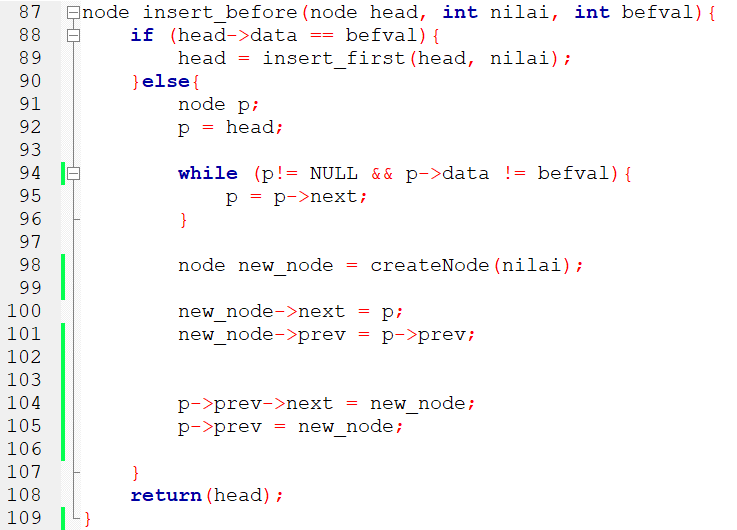 87 node insert_before(node head, int nilai, int befval){
88 if (head->data == befval){
89 head = insert_first(head, nilai);
90 }else{
91 node p;
92 p = head;
93
94 while (p!= NULL && p->data != befval){
95 p = p->next;
96 }
97
98 node new_node = createNode(nilai);
99
100 new_node->next = p;
101 new_node->prev = p->prev;
102
103
104 p->prev->next = new_node;
105 p->prev = new_node;
106
107 }
108 return(head);
109 }